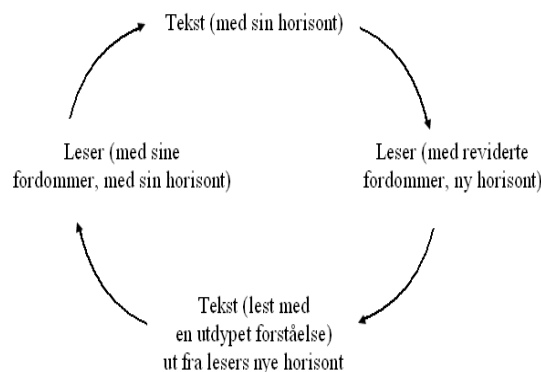 Tekst (med sin horisont)
Leser (med sine
fordommer, med sin horisont)
Leser (med reviderte
fordommer, ny horisont)
Tekst (lest med
en utdypet forståelse)
ut fra lesers nye horisont